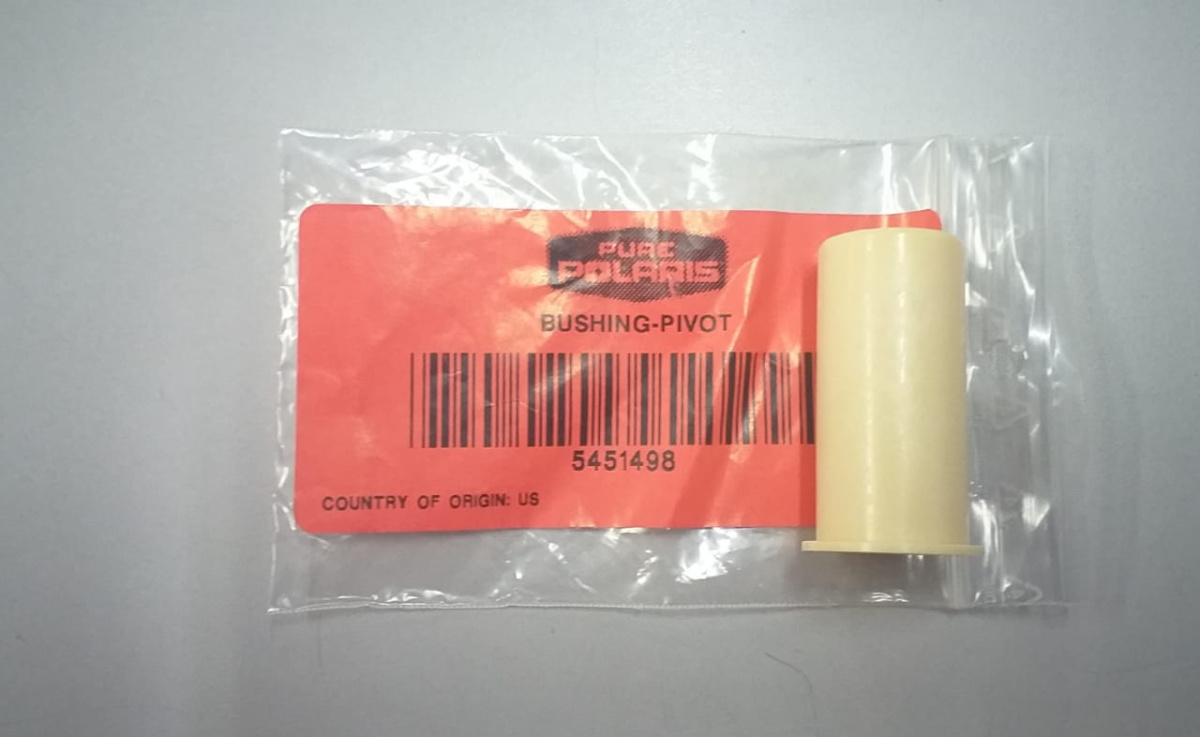 PURE
POLARIS
BUSHING-PIVOT
5451498
COUNTRY OF ORIGIN: US